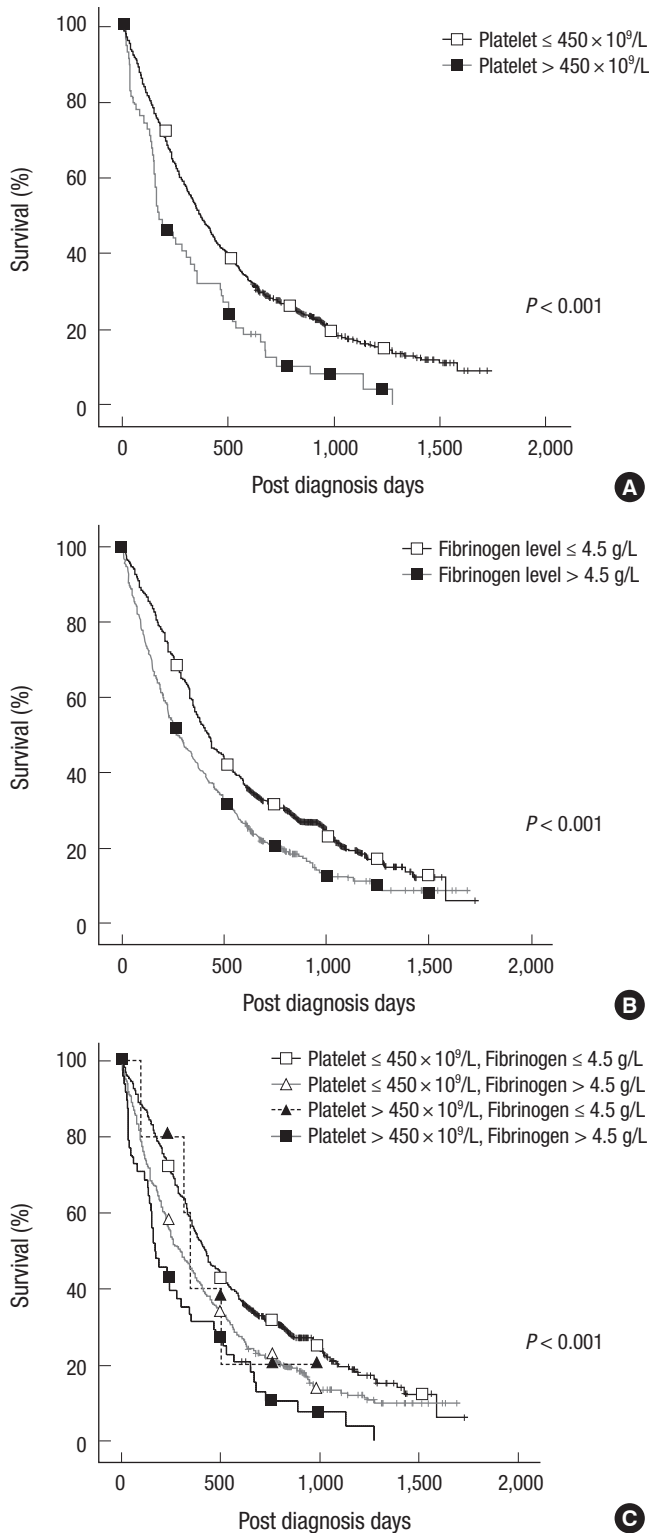 100
80
60
40
20
0
Survival (%)
Platelet ≤ 450 × 10⁹/L
Platelet > 450 × 10⁹/L
P < 0.001
0 500 1,000 1,500 2,000
Post diagnosis days
A
100
80
60
40
20
0
Survival (%)
Fibrinogen level ≤ 4.5 g/L
Fibrinogen level > 4.5 g/L
P < 0.001
0 500 1,000 1,500 2,000
Post diagnosis days
B
100
80
60
40
20
0
Survival (%)
Platelet ≤ 450 × 10⁹/L, Fibrinogen ≤ 4.5 g/L
Platelet ≤ 450 × 10⁹/L, Fibrinogen > 4.5 g/L
Platelet > 450 × 10⁹/L, Fibrinogen ≤ 4.5 g/L
Platelet > 450 × 10⁹/L, Fibrinogen > 4.5 g/L
P < 0.001
0 500 1,000 1,500 2,000
Post diagnosis days
C